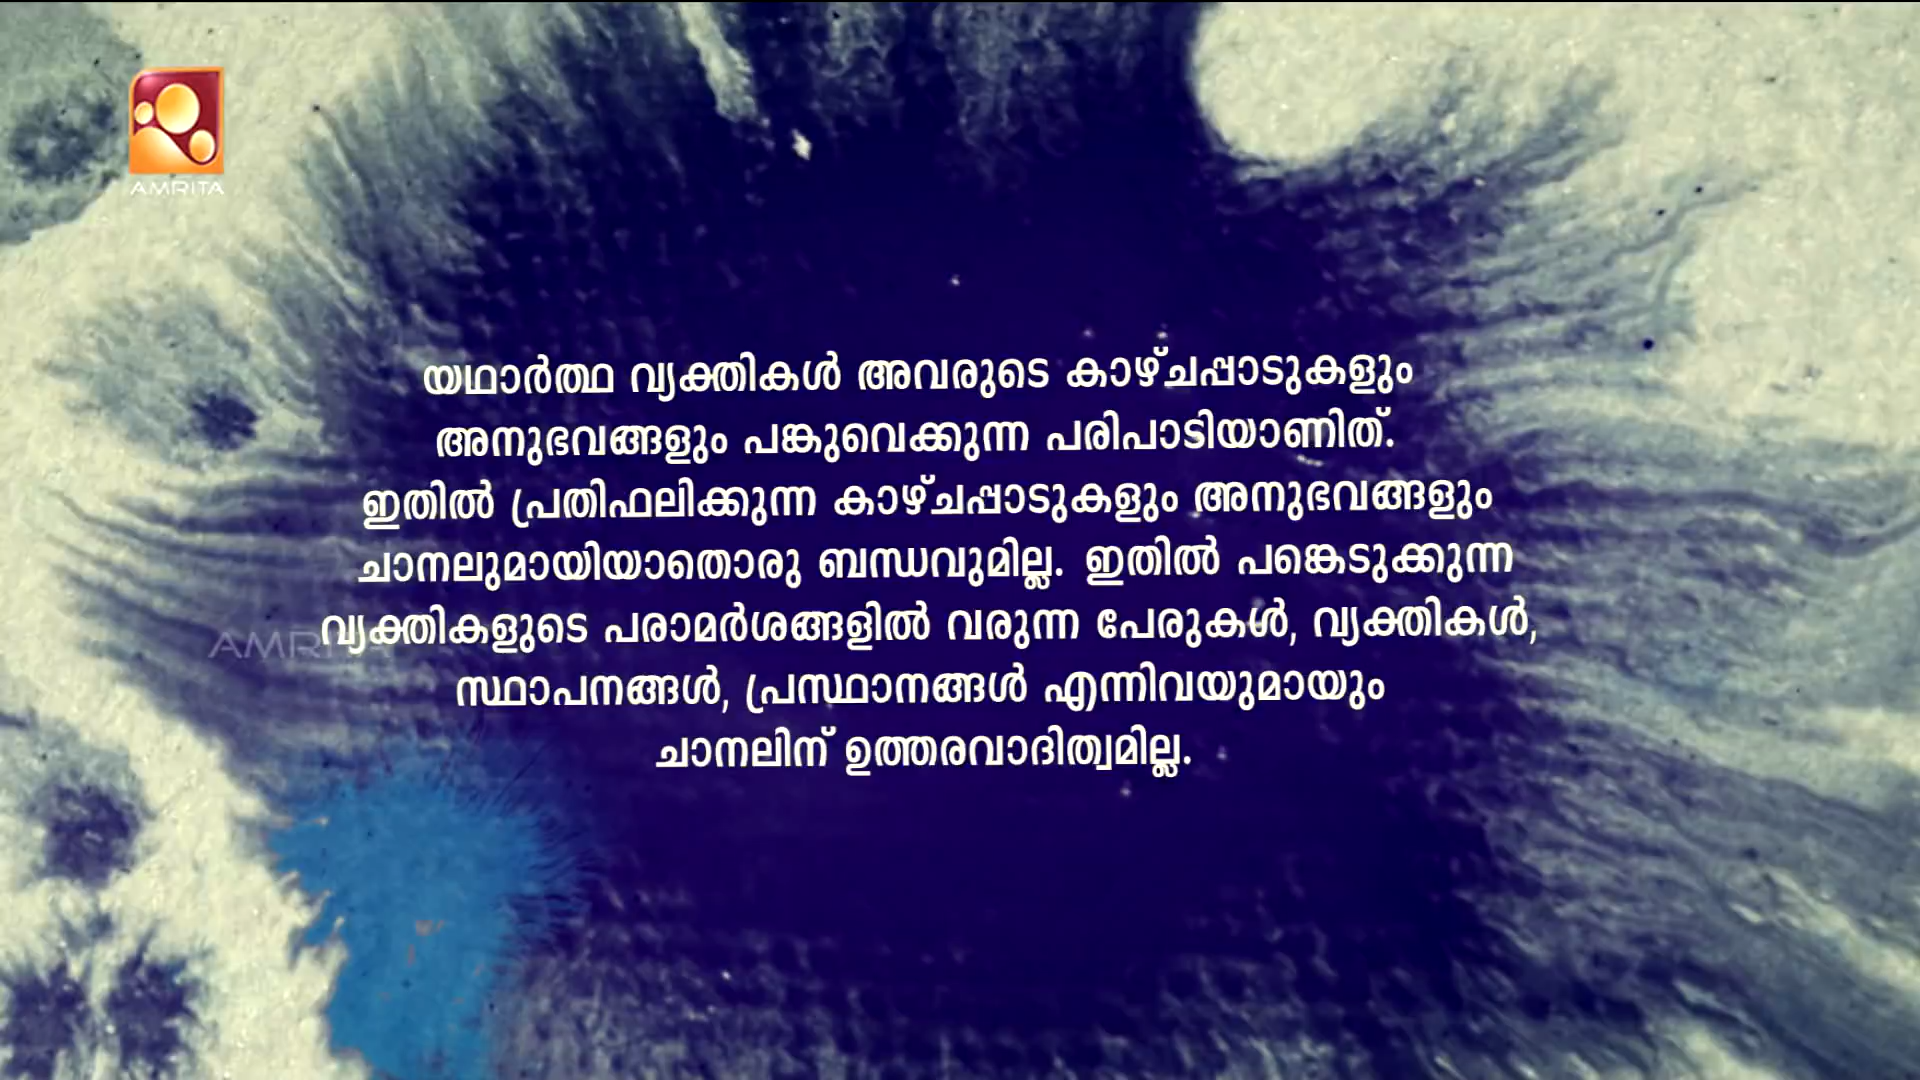 AMRITA
യഥാർത്ഥ വ്യക്തികൾ അവരുടെ കാഴ്ചപ്പാടുകളും
അനുഭവങ്ങളും പങ്കുവെക്കുന്ന പരിപാടിയാണിത്.
ഇതിൽ പ്രതിഫലിക്കുന്ന കാഴ്ചപ്പാടുകളും അനുഭവങ്ങളും
ചാനലുമായിയാതൊരു ബന്ധവുമില്ല. ഇതിൽ പങ്കെടുക്കുന്ന
വ്യക്തികളുടെ പരാമർശങ്ങളിൽ വരുന്ന പേരുകൾ, വ്യക്തികൾ,
സ്ഥാപനങ്ങൾ, പ്രസ്ഥാനങ്ങൾ എന്നിവയുമായും
ചാനലിന് ഉത്തരവാദിത്വമില്ല.